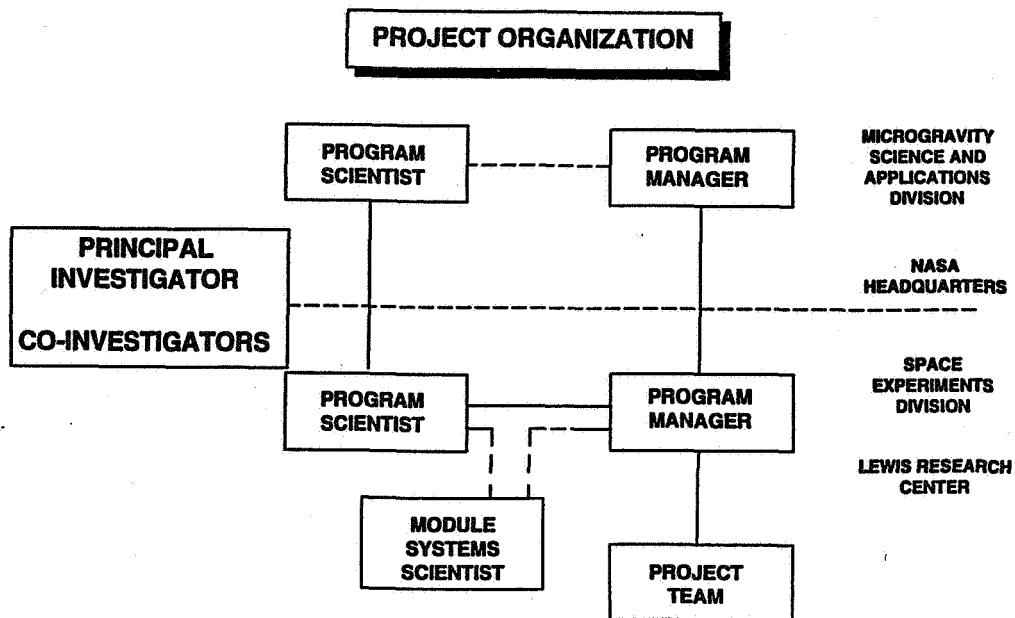 PROJECT ORGANIZATION
PROGRAM
SCIENTIST
PROGRAM
MANAGER
MICROGRAVITY
SCIENCE AND
APPLICATIONS
DIVISION
PRINCIPAL
INVESTIGATOR
CO-INVESTIGATORS
NASA
HEADQUARTERS
PROGRAM
SCIENTIST
PROGRAM
MANAGER
SPACE
EXPERIMENTS
DIVISION
LEWIS RESEARCH
CENTER
MODULE
SYSTEMS
SCIENTIST
PROJECT
TEAM